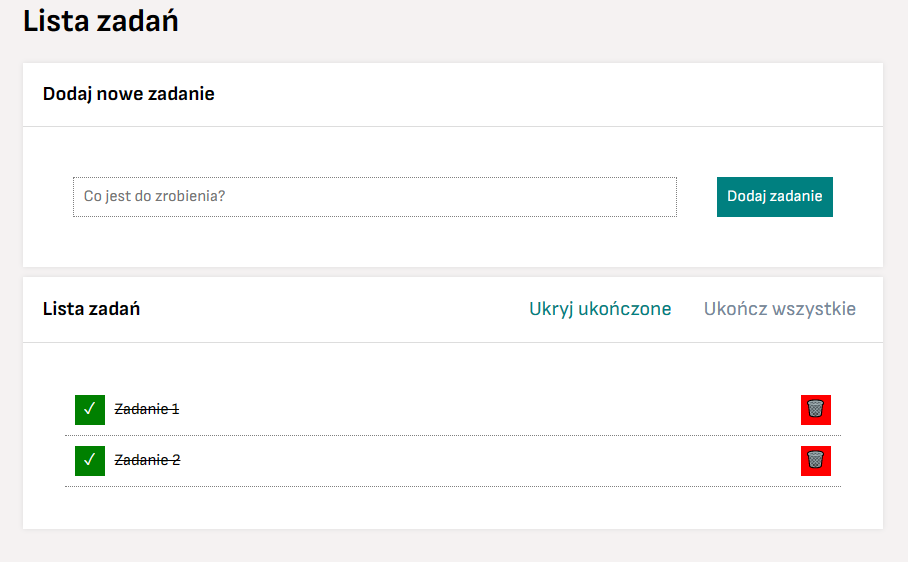 Lista zadań
Dodaj nowe zadanie
Co jest do zrobienia?
Dodaj zadanie
Lista zadań
Ukryj ukończone
Ukończ wszystkie
✓ Zadanie 1
✓ Zadanie 2